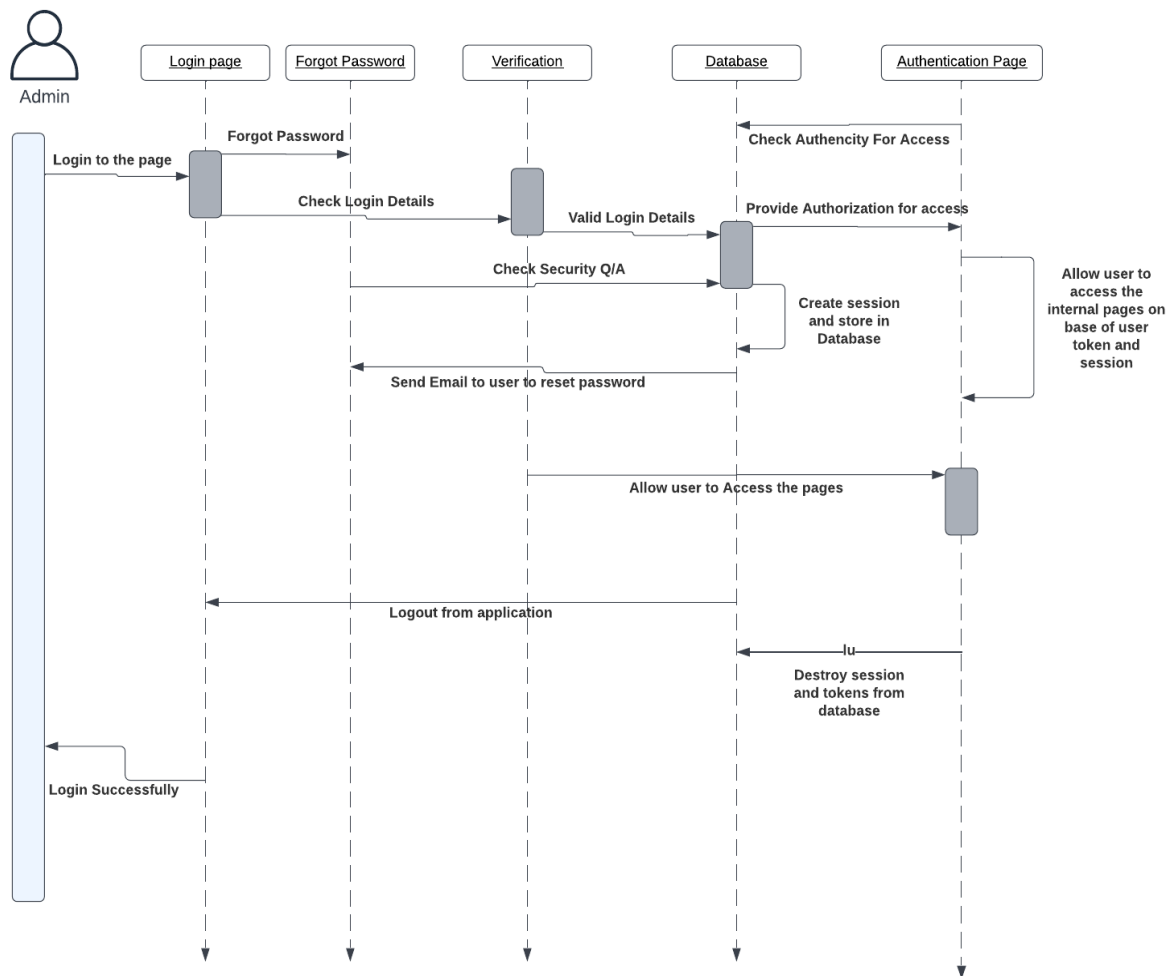 Login page
Forgot Password
Verification
Database
Authentication Page
Admin
Forgot Password
Check Authencity For Access
Login to the page
Check Login Details
Valid Login Details
Provide Authorization for access
Check Security Q/A
Allow user to
access the
internal pages on
base of user
token and
session
Create session
and store in
Database
Send Email to user to reset password
Allow user to Access the pages
Logout from application
lu
Destroy session
and tokens from
database
Login Successfully